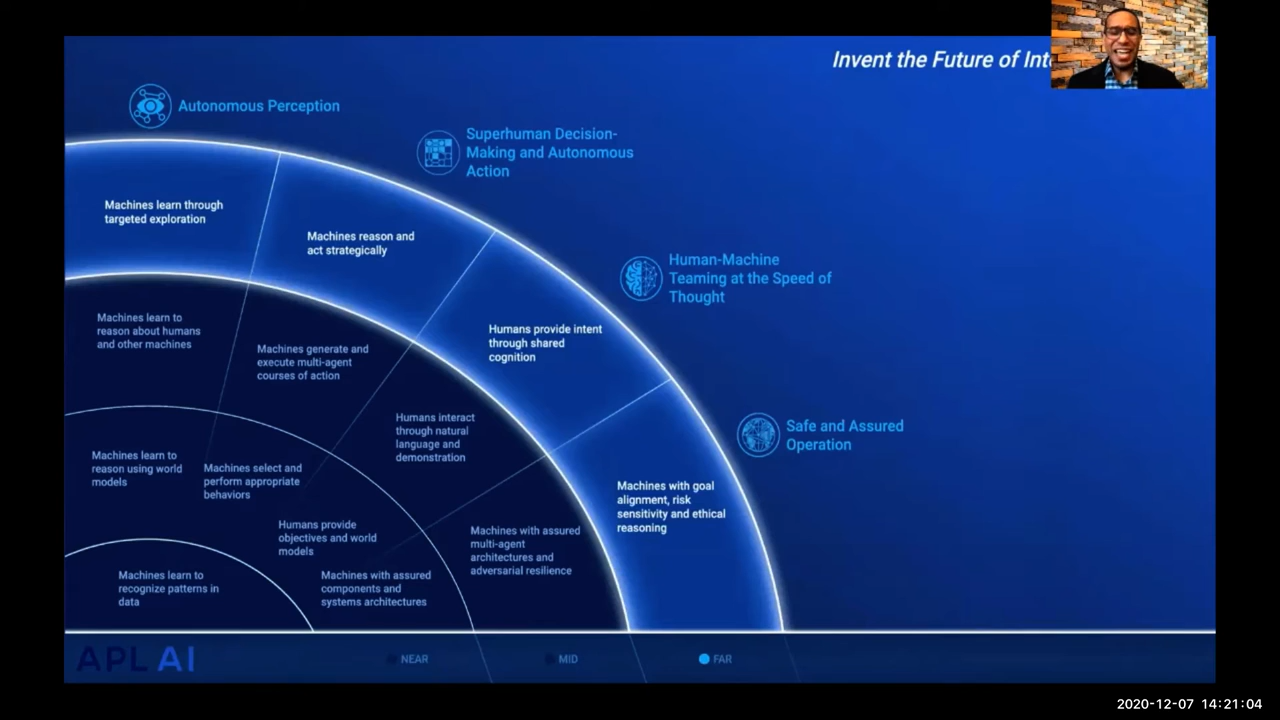 Invent the Future of
Autonomous Perception
Superhuman Decision-
Making and Autonomous
Action
Human-Machine
Teaming at the Speed of
Thought
Safe and Assured
Operation
Machines learn through
targeted exploration
Machines reason and
act strategically
Humans provide intent
through shared
cognition
Machines with goal
alignment, risk
sensitivity and ethical
reasoning
Machines learn to
reason about humans
and other machines
Machines generate and
execute multi-agent
courses of action
Humans interact
through natural
language and
demonstration
Machines with assured
multi-agent
architectures and
adversarial resilience
Machines learn to
reason using world
models
Machines select and
perform appropriate
behaviors
Humans provide
objectives and world
models
Machines with assured
components and
systems architectures
Machines learn to
recognize patterns in
data
APL AI
NEAR
MID
FAR
2020-12-07 14:21:04